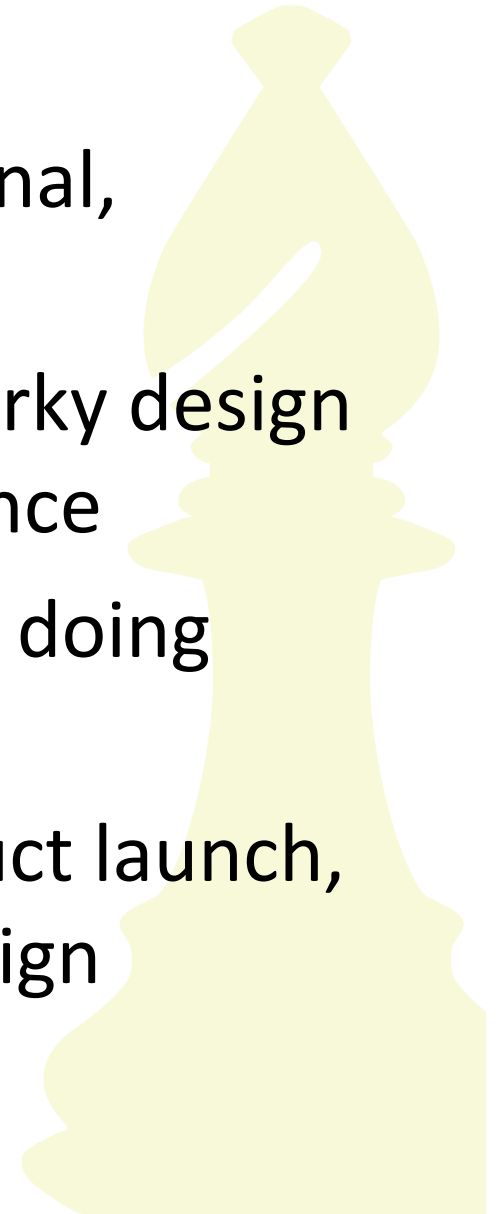 nal,
rky design
nce
doing
uct launch,
ign